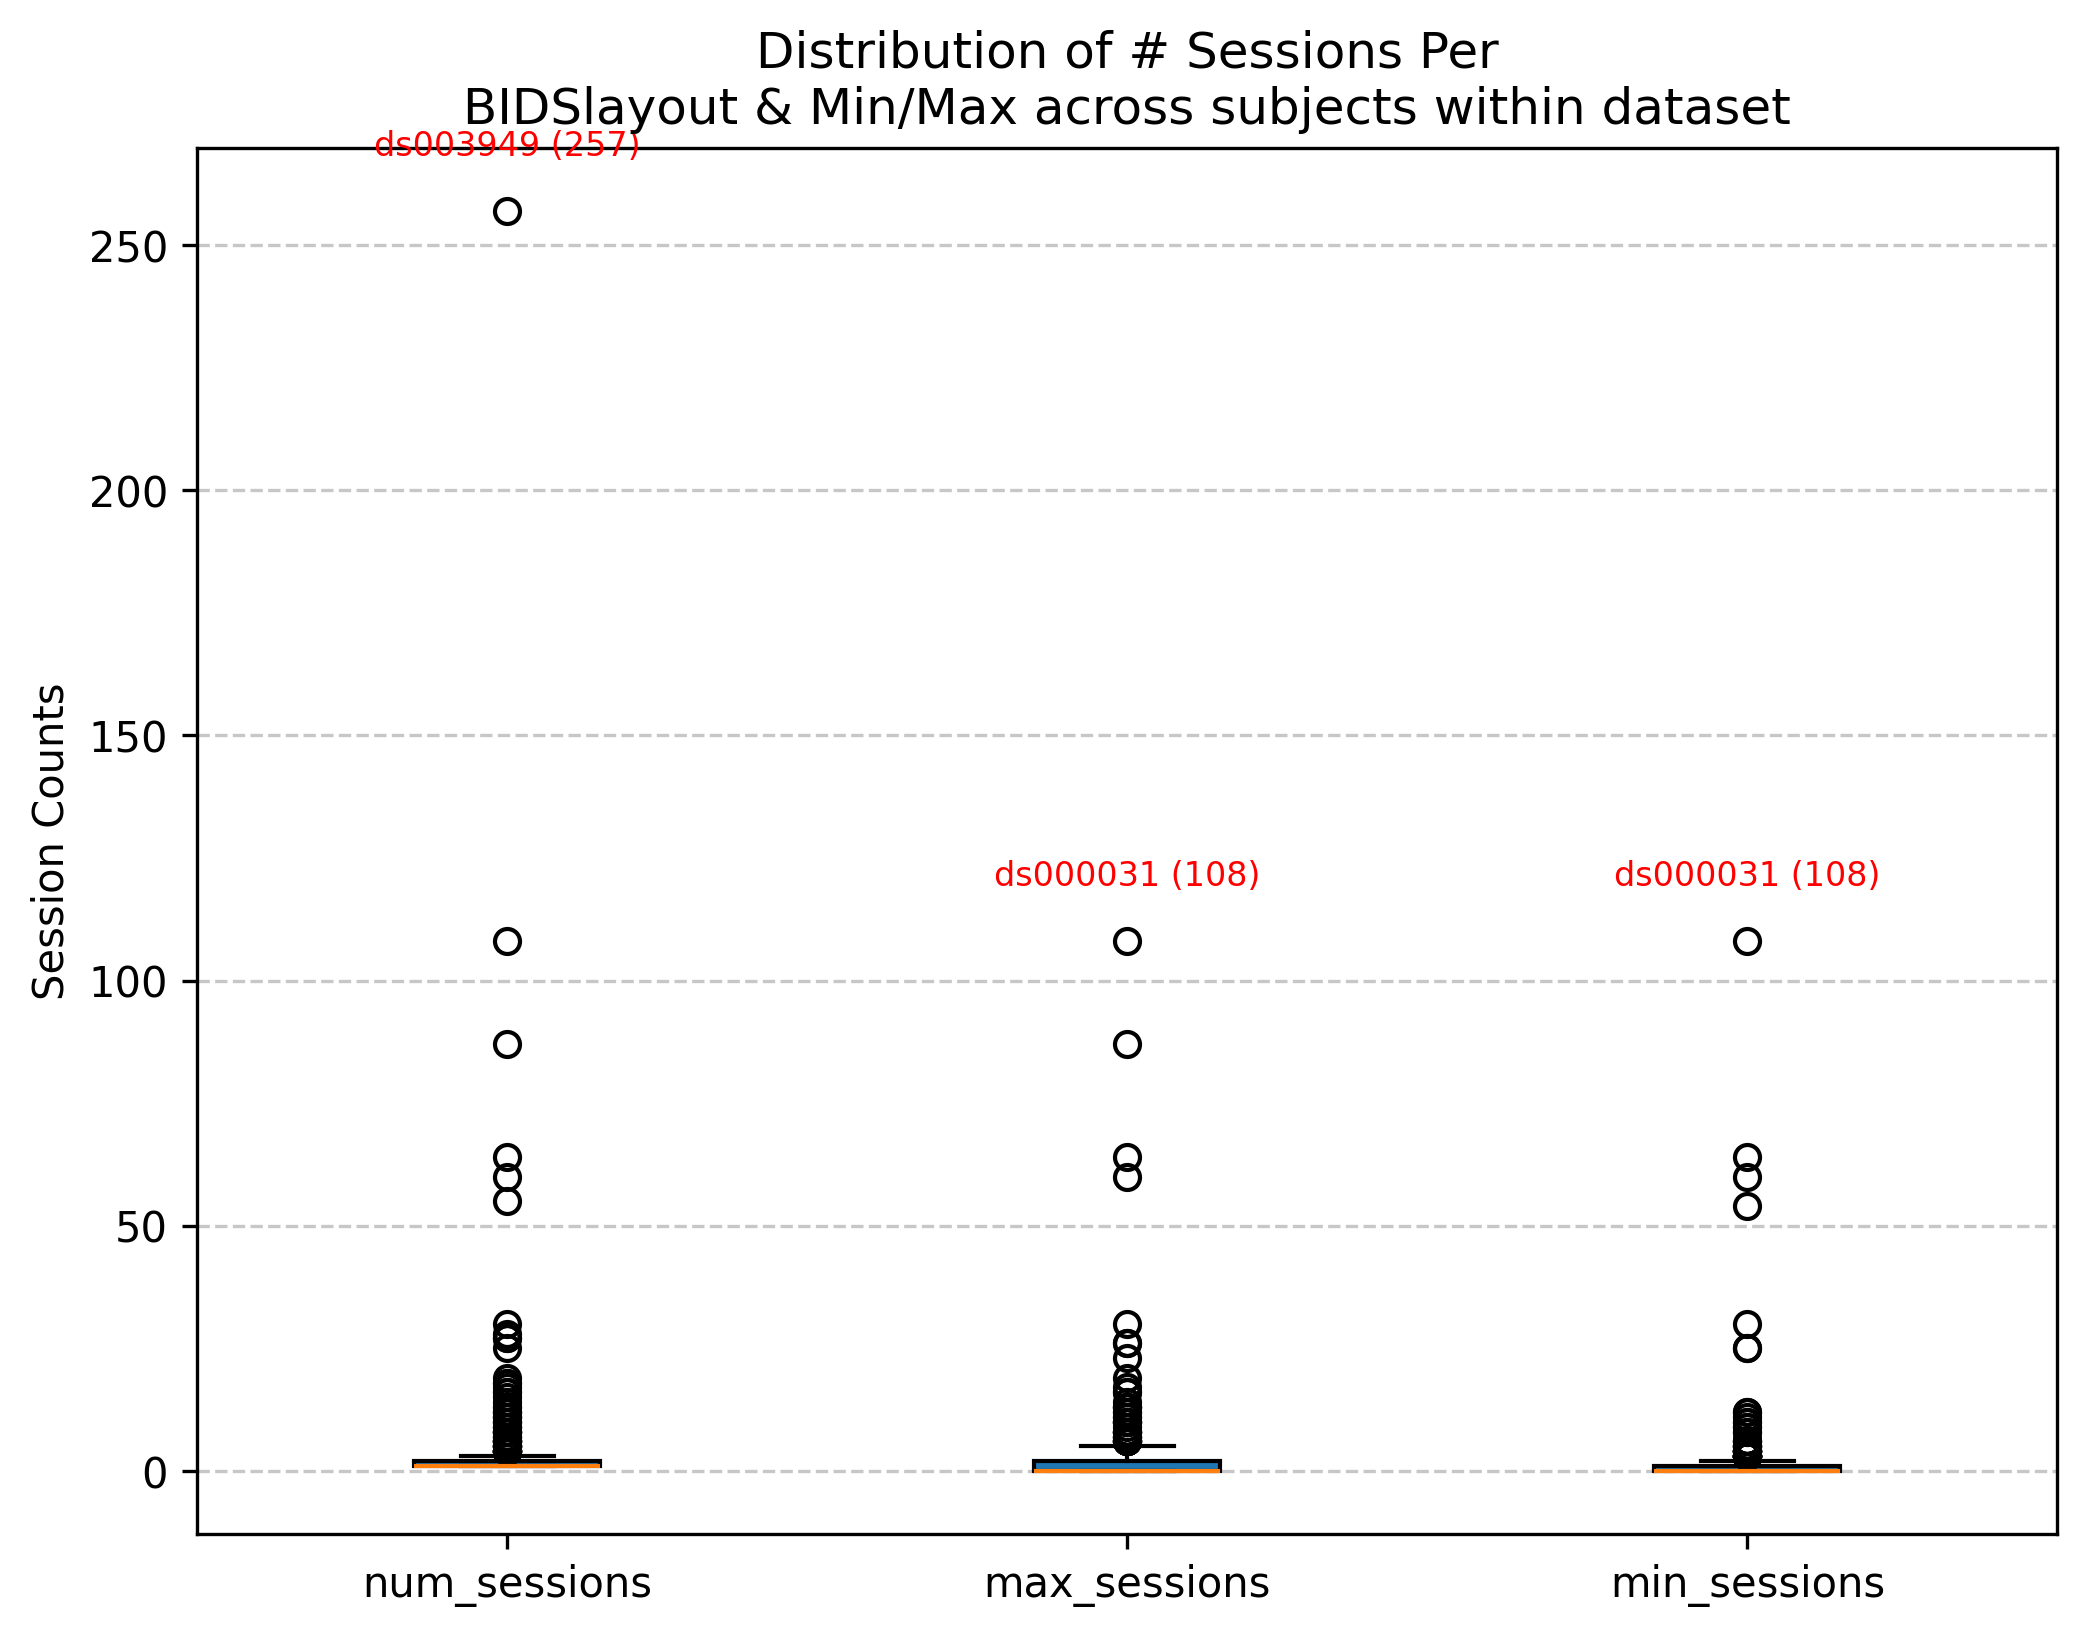 Distribution of # Sessions Per
BIDSlayout & Min/Max across subjects within dataset
ds003949 (257)
250
200
150
ds000031 (108)
ds000031 (108)
100
50
0
Session Counts
num_sessions
max_sessions
min_sessions